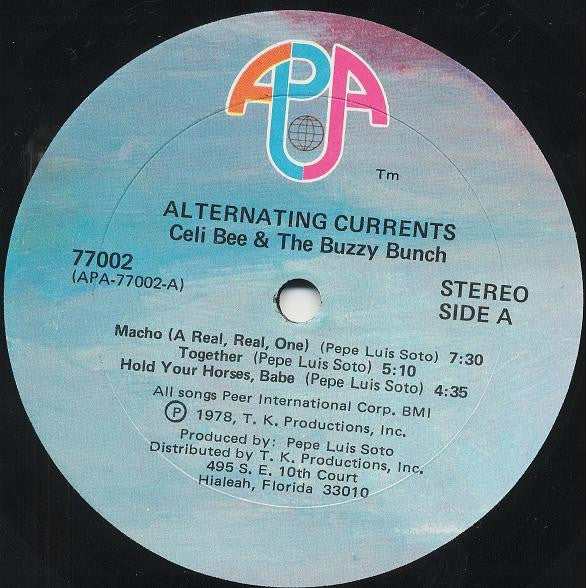 APA
Tm
ALTERNATING CURRENTS
Celi Bee & The Buzzy Bunch
77002
(APA-77002-A)
STEREO
SIDE A
Macho (A Real, Real, One) (Pepe Luis Soto) 7:30
Together (Pepe Luis Soto) 5:10
Hold Your Horses, Babe (Pepe Luis Soto) 4:35
All songs Peer International Corp. BMI
Ⓟ 1978, T. K. Productions, Inc.
Produced by: Pepe Luis Soto
Distributed by T. K. Productions, Inc.
495 S. E. 10th Court
Hialeah, Florida 33010